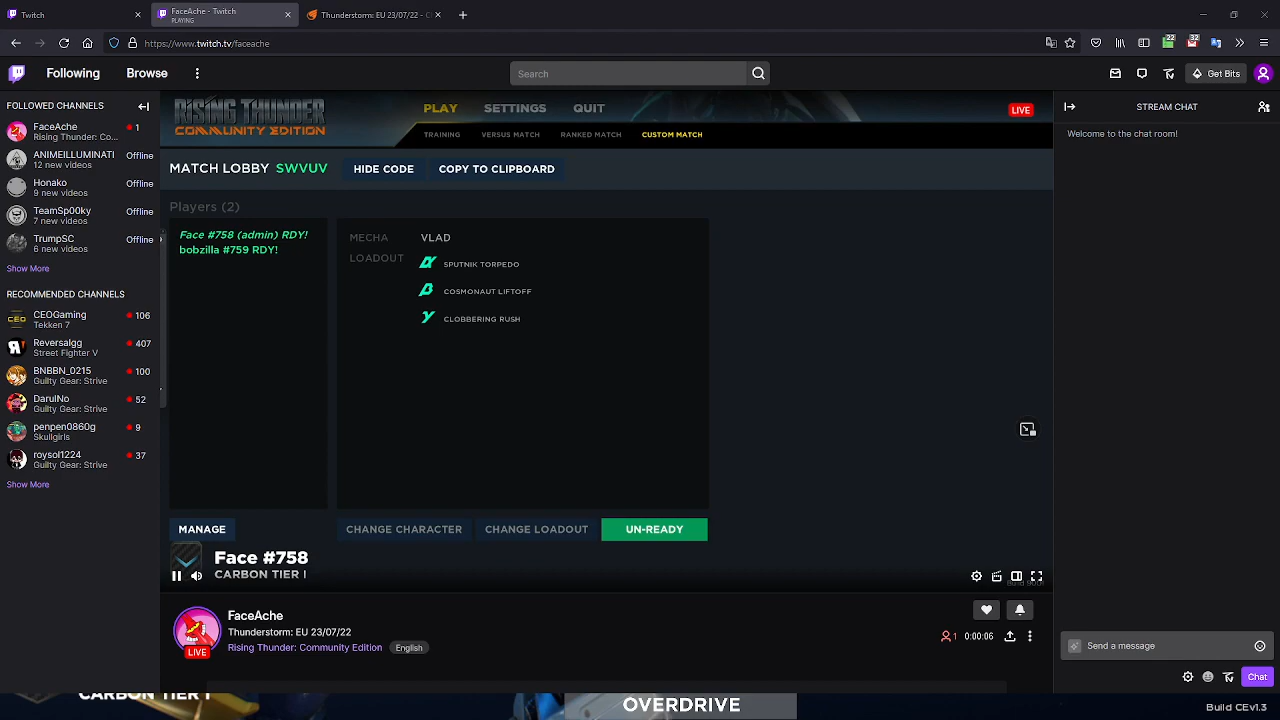 Twitch
FaceAche - Twitch
PLAYING
Thunderstorm: EU 23/07/22 - C
https://www.twitch.tv/faceache
22
22
Following
Browse
Search
Get Bits
FOLLOWED CHANNELS
FaceAche
1
Rising Thunder: Co...
ANIMEILLUMINATI
Offline
12 new videos
Honako
Offline
9 new videos
TeamSp00ky
Offline
7 new videos
TrumpSC
Offline
6 new videos
Show More
RECOMMENDED CHANNELS
CEOGaming
106
Tekken 7
Reversalgg
407
Street Fighter V
BNBBN_0215
100
Guilty Gear: Strive
DaruINo
52
Guilty Gear: Strive
penpen0860g
9
Skullgirls
roysol1224
37
Guilty Gear: Strive
Show More
RISING THUNDER
COMMUNITY EDITION
PLAY
SETTINGS
QUIT
LIVE
TRAINING
VERSUS MATCH
RANKED MATCH
CUSTOM MATCH
MATCH LOBBY SWVUV
HIDE CODE
COPY TO CLIPBOARD
Players (2)
Face #758 (admin) RDY!
bobzilla #759 RDY!
MECHA
VLAD
LOADOUT
SPUTNIK TORPEDO
COSMONAUT LIFTOFF
CLOBBERING RUSH
MANAGE
CHANGE CHARACTER
CHANGE LOADOUT
UN-READY
Face #758
CARBON TIER I
FaceAche
Thunderstorm: EU 23/07/22
Rising Thunder: Community Edition
English
LIVE
1
0:00:06
STREAM CHAT
Welcome to the chat room!
Send a message
Chat
CARBON TIER I
OVERDRIVE
Build CEv1.3